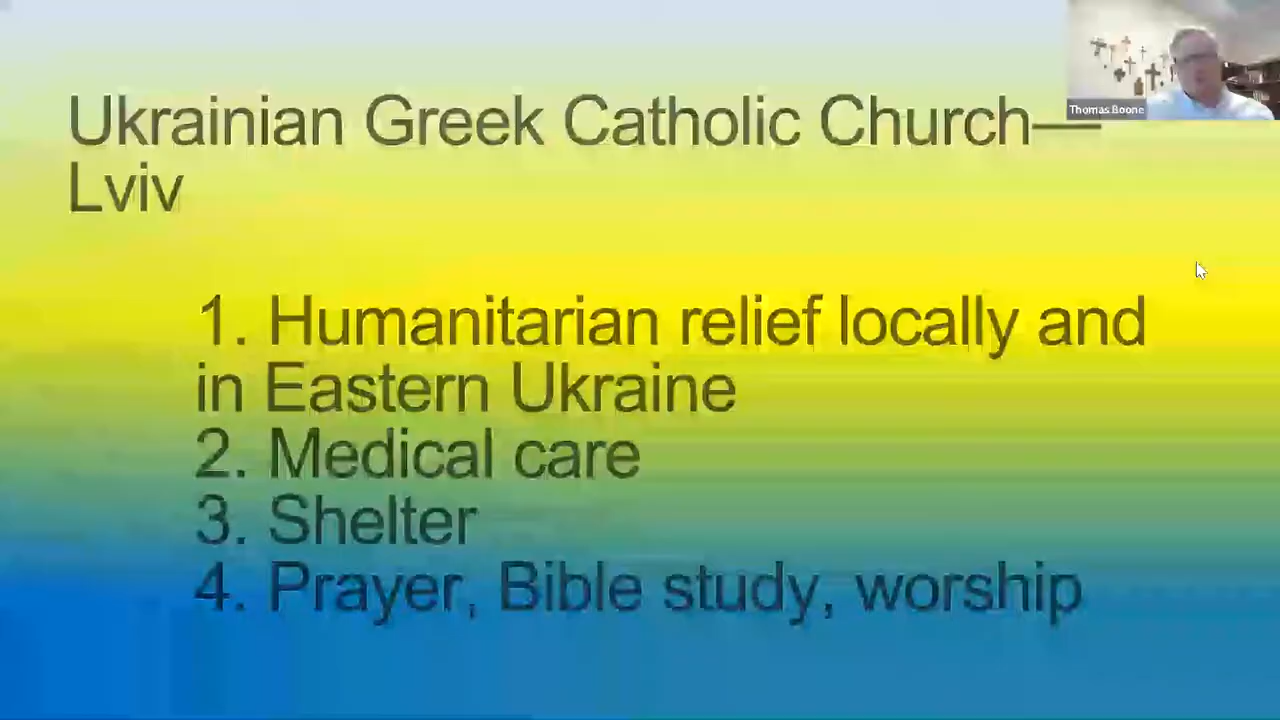 Thomas Boone
Ukrainian Greek Catholic Church—
Lviv
1. Humanitarian relief locally and
in Eastern Ukraine
2. Medical care
3. Shelter
4. Prayer, Bible study, worship